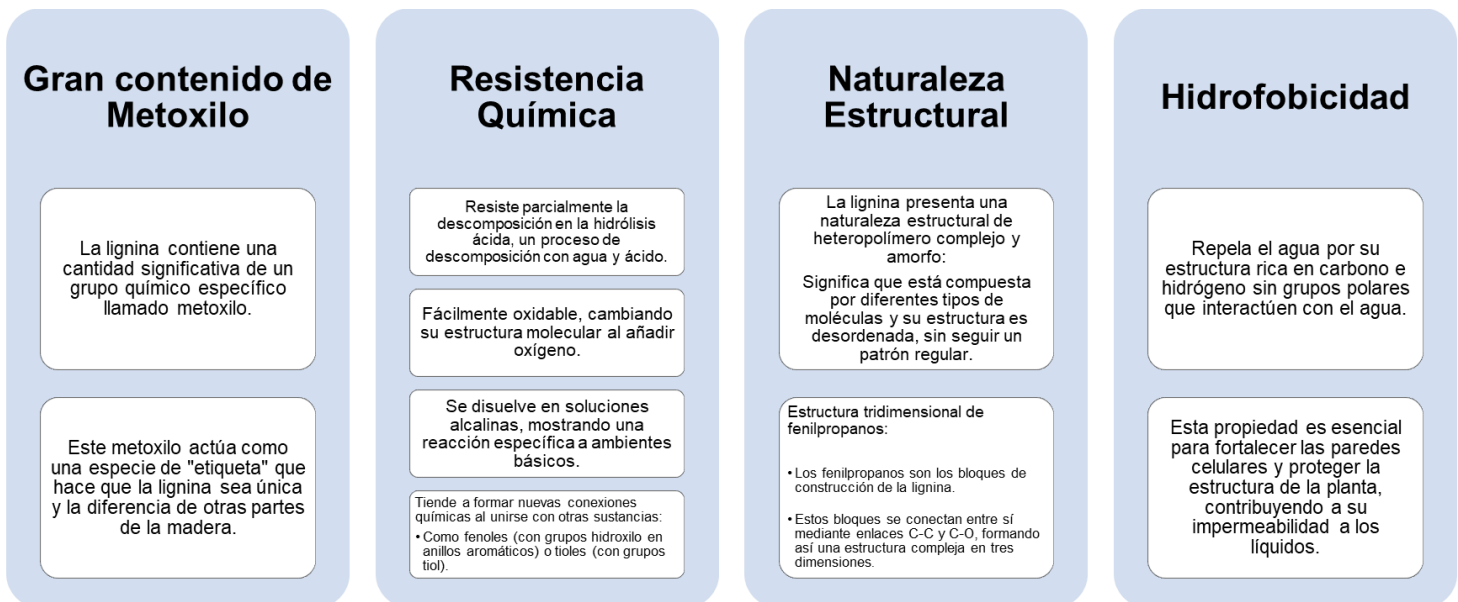 Gran contenido de
Metoxilo
La lignina contiene una
cantidad significativa de un
grupo químico específico
llamado metoxilo.
Este metoxilo actúa como
una especie de "etiqueta" que
hace que la lignina sea única
y la diferencia de otras partes
de la madera.
Resistencia
Química
Resiste parcialmente la
descomposición en la hidrólisis
ácida, un proceso de
descomposición con agua y ácido.
Fácilmente oxidable, cambiando
su estructura molecular al añadir
oxígeno.
Se disuelve en soluciones
alcalinas, mostrando una
reacción específica a ambientes
básicos.
Tiende a formar nuevas conexiones
químicas al unirse con otras sustancias:
• Como fenoles (con grupos hidroxilo en
anillos aromáticos) o tioles (con grupos
tiol).
Naturaleza
Estructural
La lignina presenta una
naturaleza estructural de
heteropolímero complejo y
amorfo:
Significa que está compuesta
por diferentes tipos de
moléculas y su estructura es
desordenada, sin seguir un
patrón regular.
Estructura tridimensional de
fenilpropanos:
• Los fenilpropanos son los bloques de
construcción de la lignina.
• Estos bloques se conectan entre sí
mediante enlaces C-C y C-O, formando
así una estructura compleja en tres
dimensiones.
Hidrofobicidad
Repela el agua por su
estructura rica en carbono e
hidrógeno sin grupos polares
que interactúen con el agua.
Esta propiedad es esencial
para fortalecer las paredes
celulares y proteger la
estructura de la planta,
contribuyendo a su
impermeabilidad a los
líquidos.